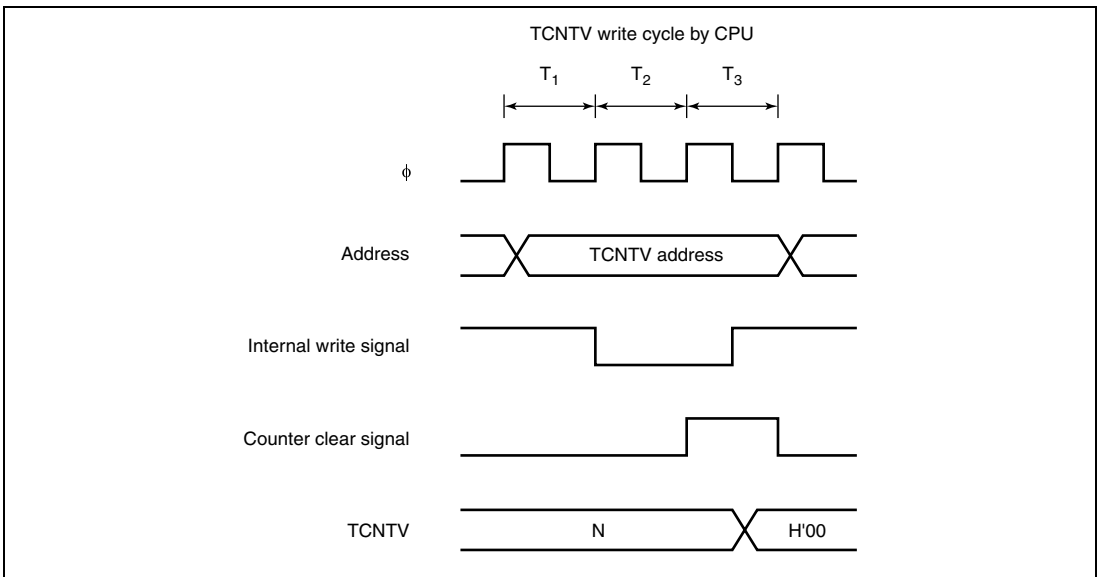 TCNTV write cycle by CPU
T1 T2 T3
φ
Address TCNTV address
Internal write signal
Counter clear signal
TCNTV N H'00